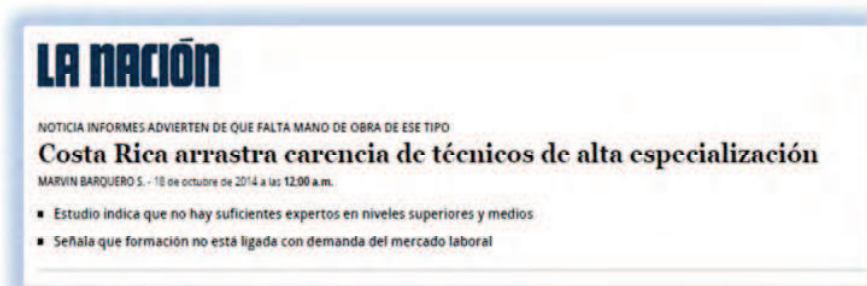 LA NACIÓN
NOTICIA INFORMES ADVIERTEN DE QUE FALTA MANO DE OBRA DE ESE TIPO
Costa Rica arrastra carencia de técnicos de alta especialización
MARVIN BARQUERO S. - 18 de octubre de 2014 a las 12:00 a.m.
▪ Estudio indica que no hay suficientes expertos en niveles superiores y medios
▪ Señala que formación no está ligada con demanda del mercado laboral